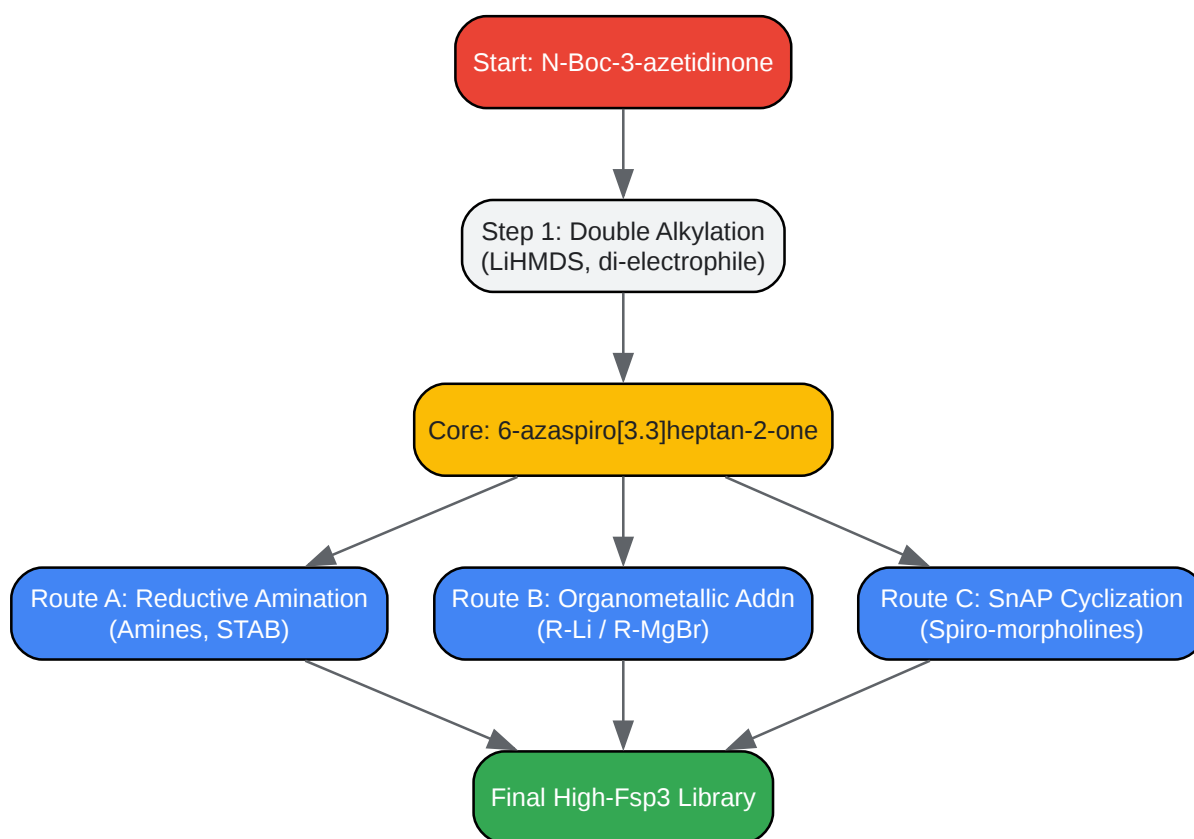 Start: N-Boc-3-azetidinone
Step 1: Double Alkylation
(LiHMDS, di-electrophile)
Core: 6-azaspiro[3.3]heptan-2-one
Route A: Reductive Amination
(Amines, STAB)
Route B: Organometallic Addn
(R-Li / R-MgBr)
Route C: SnAP Cyclization
(Spiro-morpholines)
Final High-Fsp3 Library